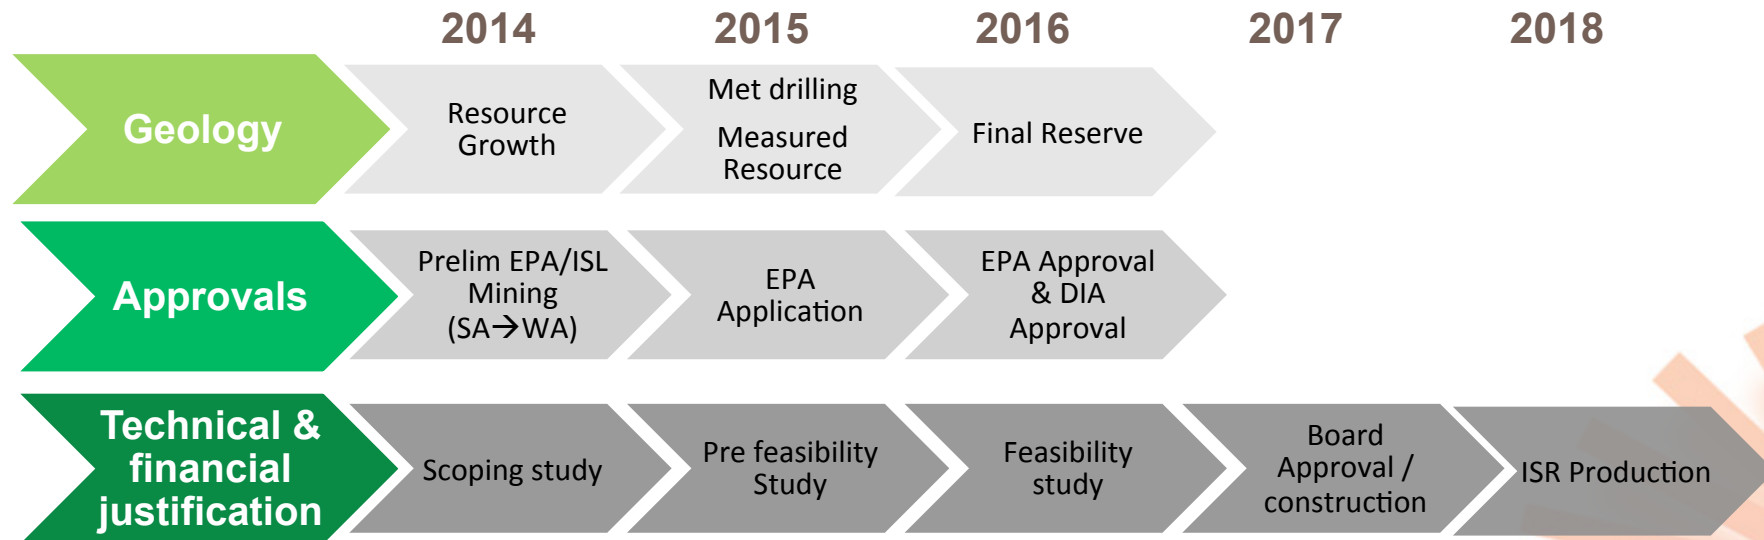 2014 2015 2016 2017 2018
Geology
Resource
Growth
Met drilling
Measured
Resource
Final Reserve
Approvals
Prelim EPA/ISL
Mining
(SA→WA)
EPA
Application
EPA Approval
& DIA
Approval
Technical &
financial
justification
Scoping study
Pre feasibility
Study
Feasibility
study
Board
Approval /
construction
ISR Production